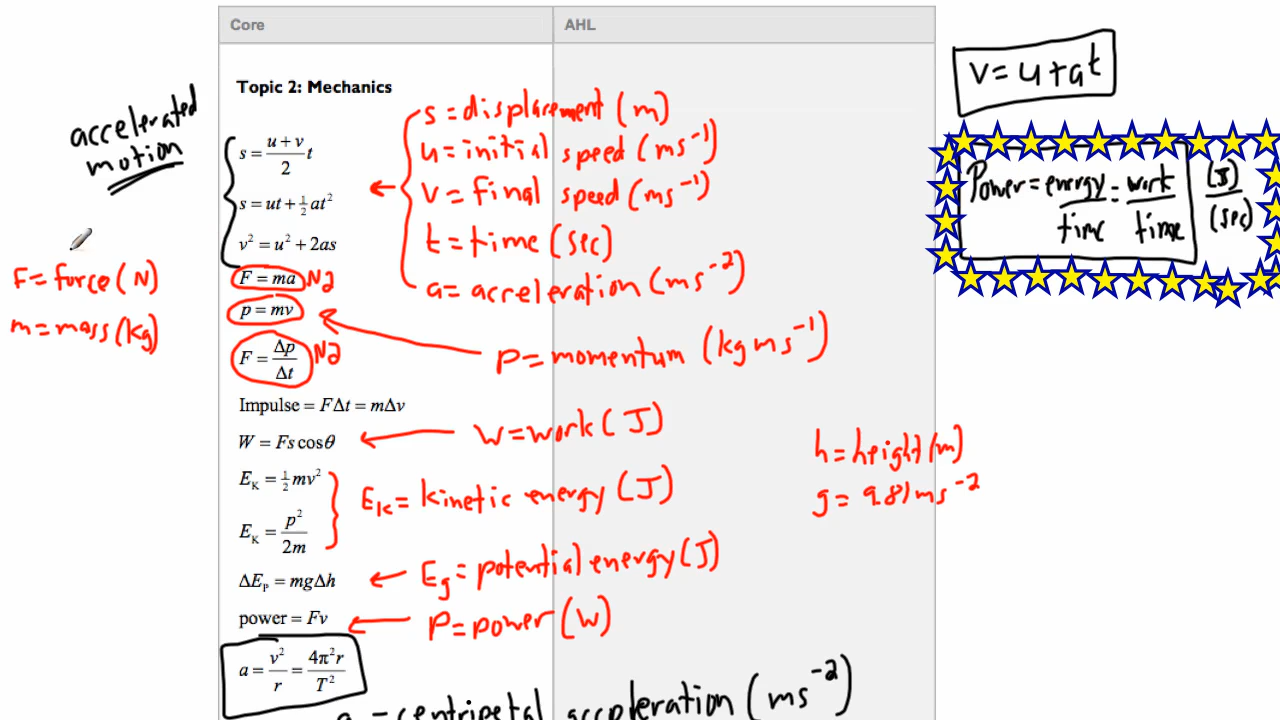 Core
AHL
Topic 2: Mechanics
accelerated
motion
s = (u + v)/2 t
s = ut + ½at²
v² = u² + 2as
F = ma N2
p = mv
F = Δp/Δt N2
Impulse = FΔt = mΔv
W = Fs cosθ
E_K = ½mv²
E_K = p²/2m
ΔE_P = mgΔh
power = Fv
a = v²/r = 4π²r/T²
s = displacement (m)
u = initial speed (ms⁻¹)
v = final speed (ms⁻¹)
t = time (sec)
a = acceleration (ms⁻²)
F = force (N)
m = mass (kg)
p = momentum (kg ms⁻¹)
W = work (J)
E_K = kinetic energy (J)
E_g = potential energy (J)
P = power (W)
a = centripetal acceleration (ms⁻²)
h = height (m)
g = 9.81 ms⁻²
v = u + at
Power = energy/time = work/time (J)/(sec)